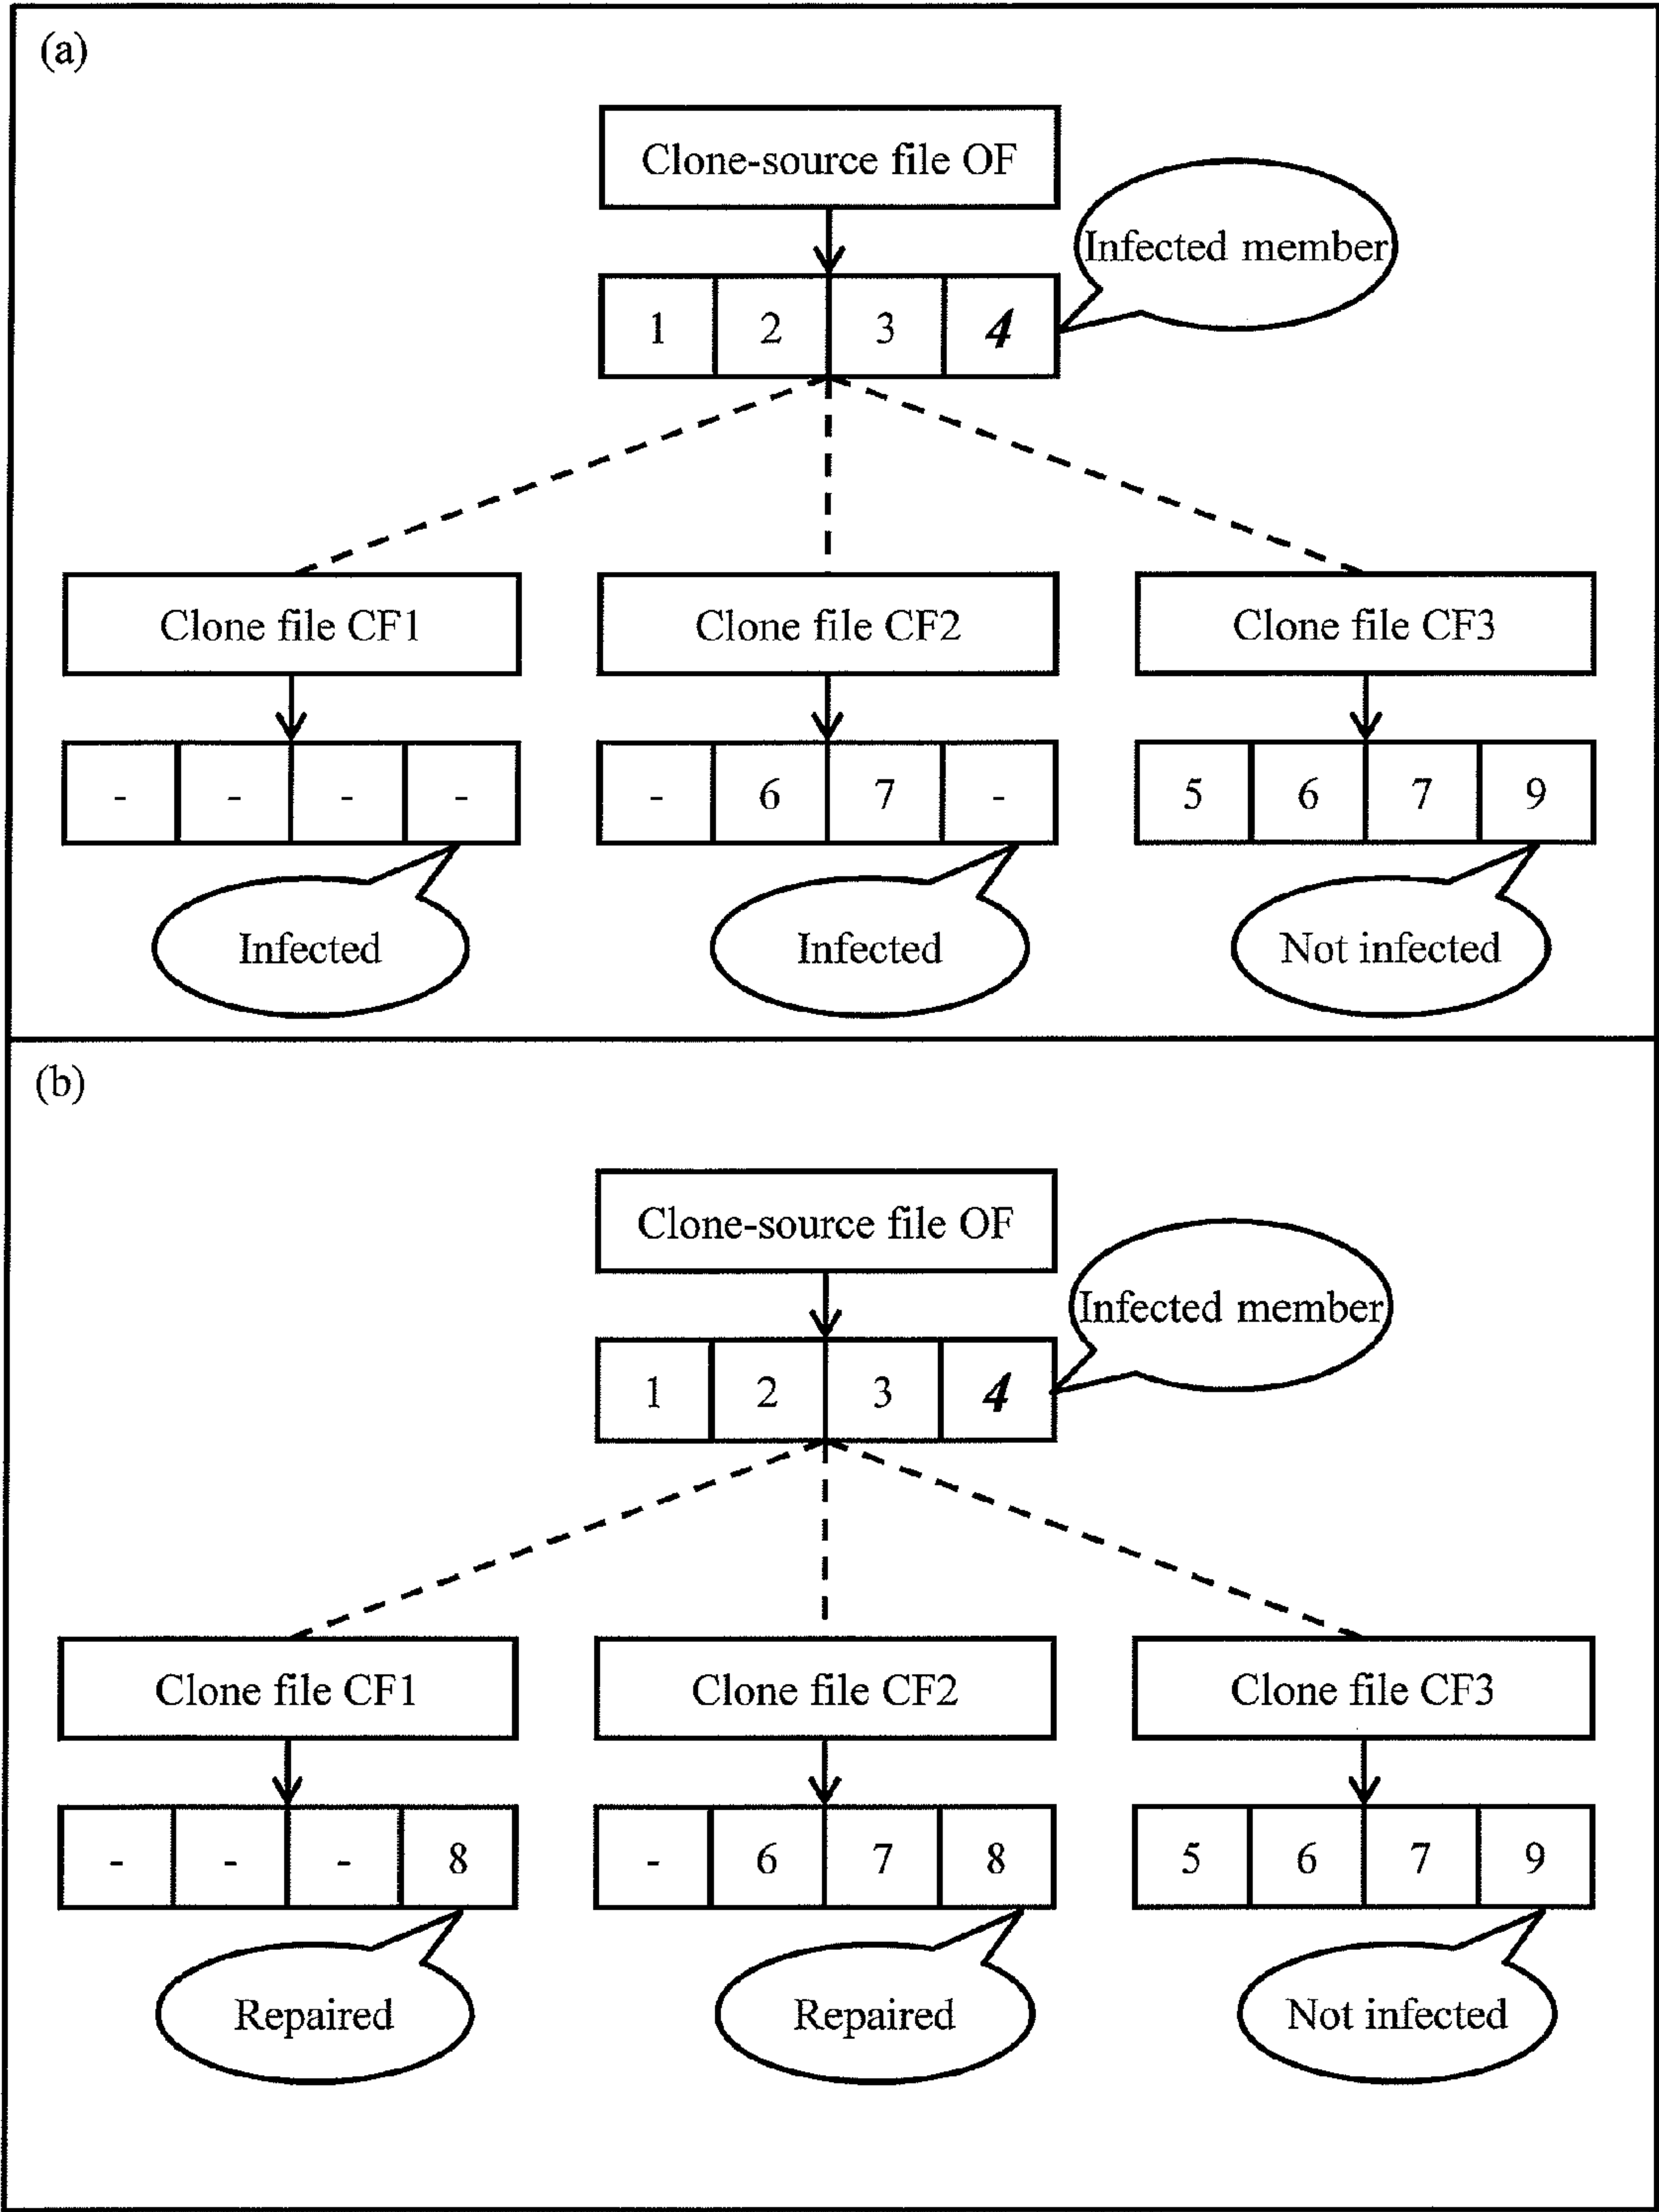 (a)
Clone-source file OF
Infected member
1 2 3 4
Clone file CF1 Clone file CF2 Clone file CF3
- - - - - 6 7 - 5 6 7 9
Infected Infected Not infected
(b)
Clone-source file OF
Infected member
1 2 3 4
Clone file CF1 Clone file CF2 Clone file CF3
- - - 8 - 6 7 8 5 6 7 9
Repaired Repaired Not infected